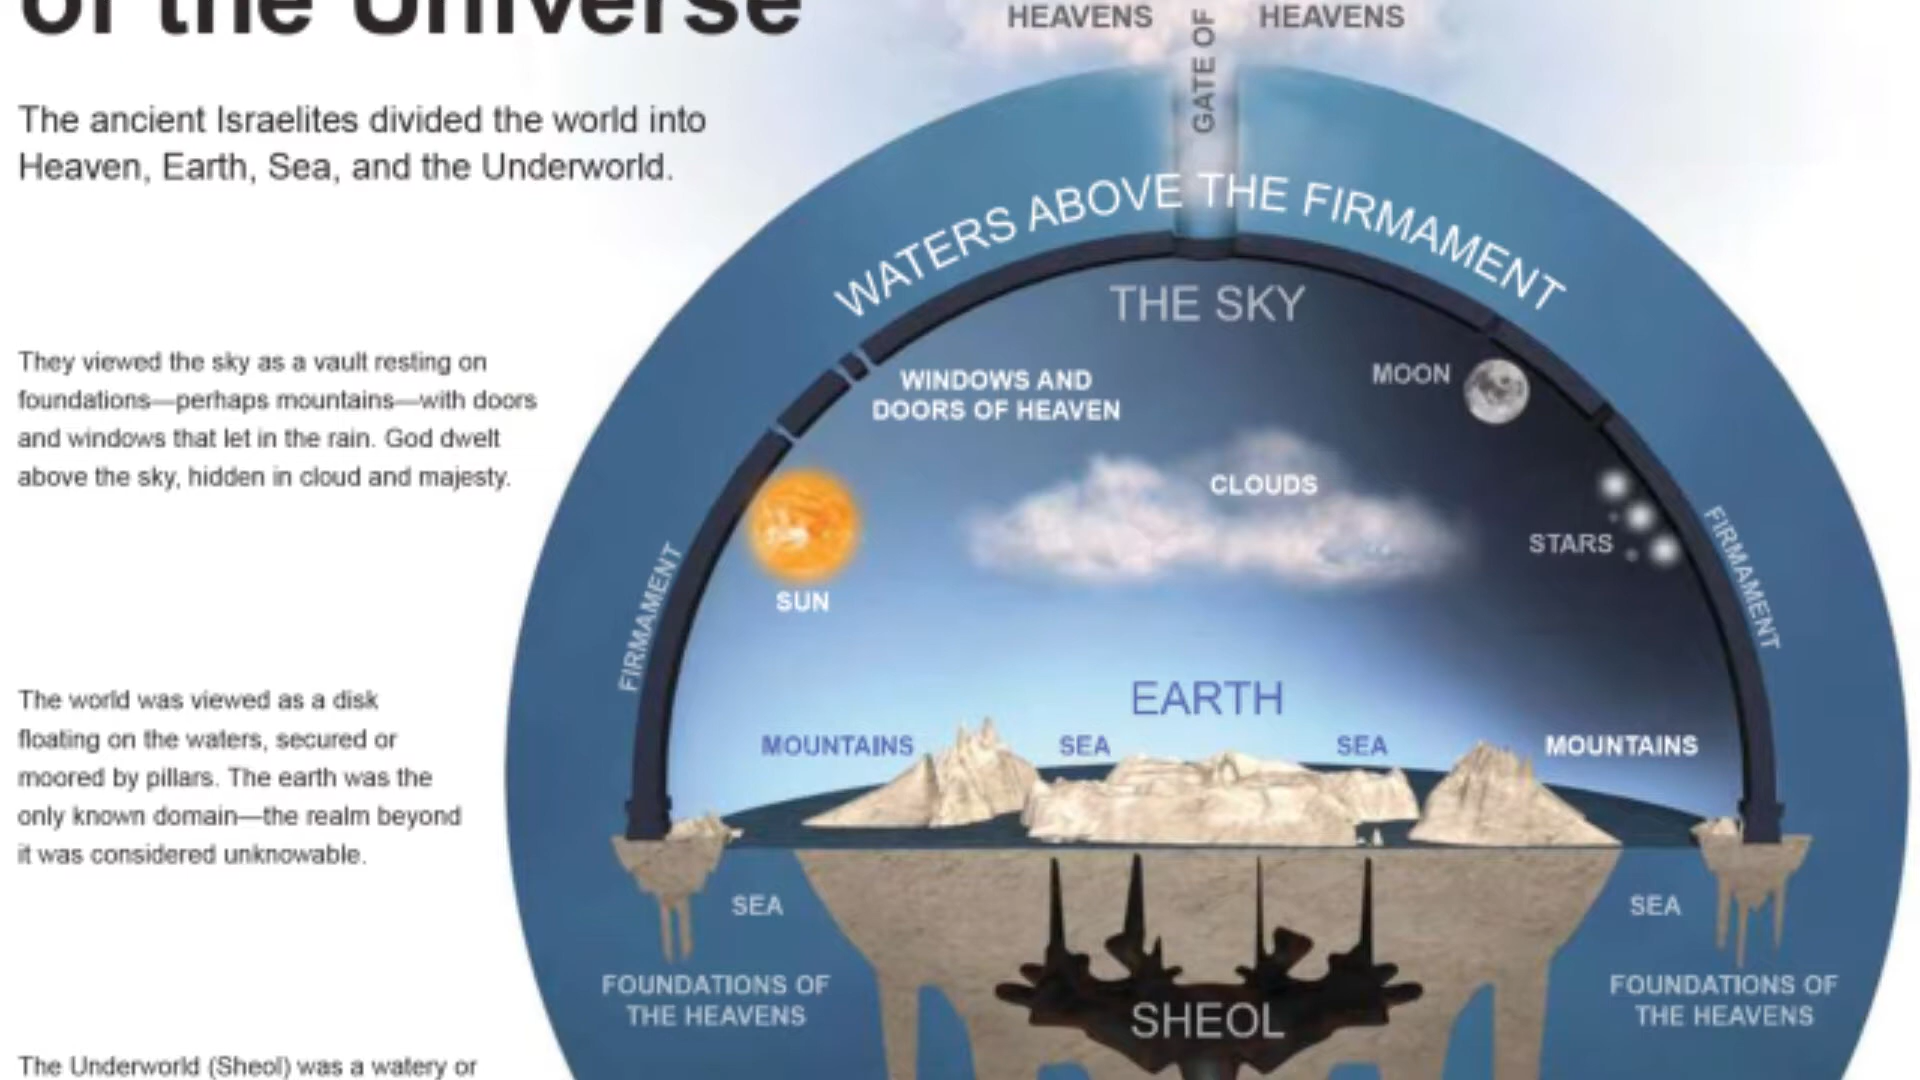 of the Universe
The ancient Israelites divided the world into
Heaven, Earth, Sea, and the Underworld.
They viewed the sky as a vault resting on
foundations—perhaps mountains—with doors
and windows that let in the rain. God dwelt
above the sky, hidden in cloud and majesty.
The world was viewed as a disk
floating on the waters, secured or
moored by pillars. The earth was the
only known domain—the realm beyond
it was considered unknowable.
The Underworld (Sheol) was a watery or
HEAVENS
GATE OF
HEAVENS
WATERS ABOVE THE FIRMAMENT
THE SKY
WINDOWS AND
DOORS OF HEAVEN
MOON
CLOUDS
STARS
SUN
FIRMAMENT
FIRMAMENT
EARTH
MOUNTAINS
SEA
SEA
MOUNTAINS
SEA
SEA
FOUNDATIONS OF
THE HEAVENS
SHEOL
FOUNDATIONS OF
THE HEAVENS